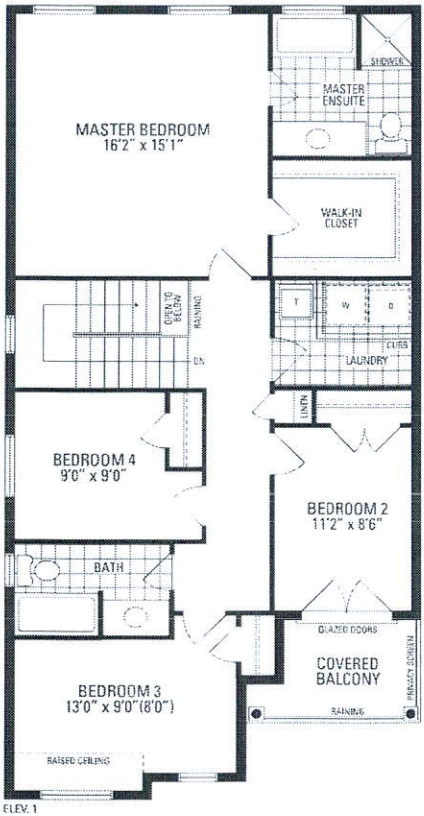 SHOWER
MASTER
ENSUITE
MASTER BEDROOM
16'2" x 15'1"
WALK-IN
CLOSET
OPEN TO
BELOW
RAILING
DN
T
W
D
CURB
LAUNDRY
LINEN
BEDROOM 4
9'0" x 9'0"
BEDROOM 2
11'2" x 8'6"
BATH
GLAZED DOORS
COVERED
BALCONY
PRIVACY SCREEN
RAILING
BEDROOM 3
13'0" x 9'0"(8'0")
RAISED CEILING
ELEV. 1